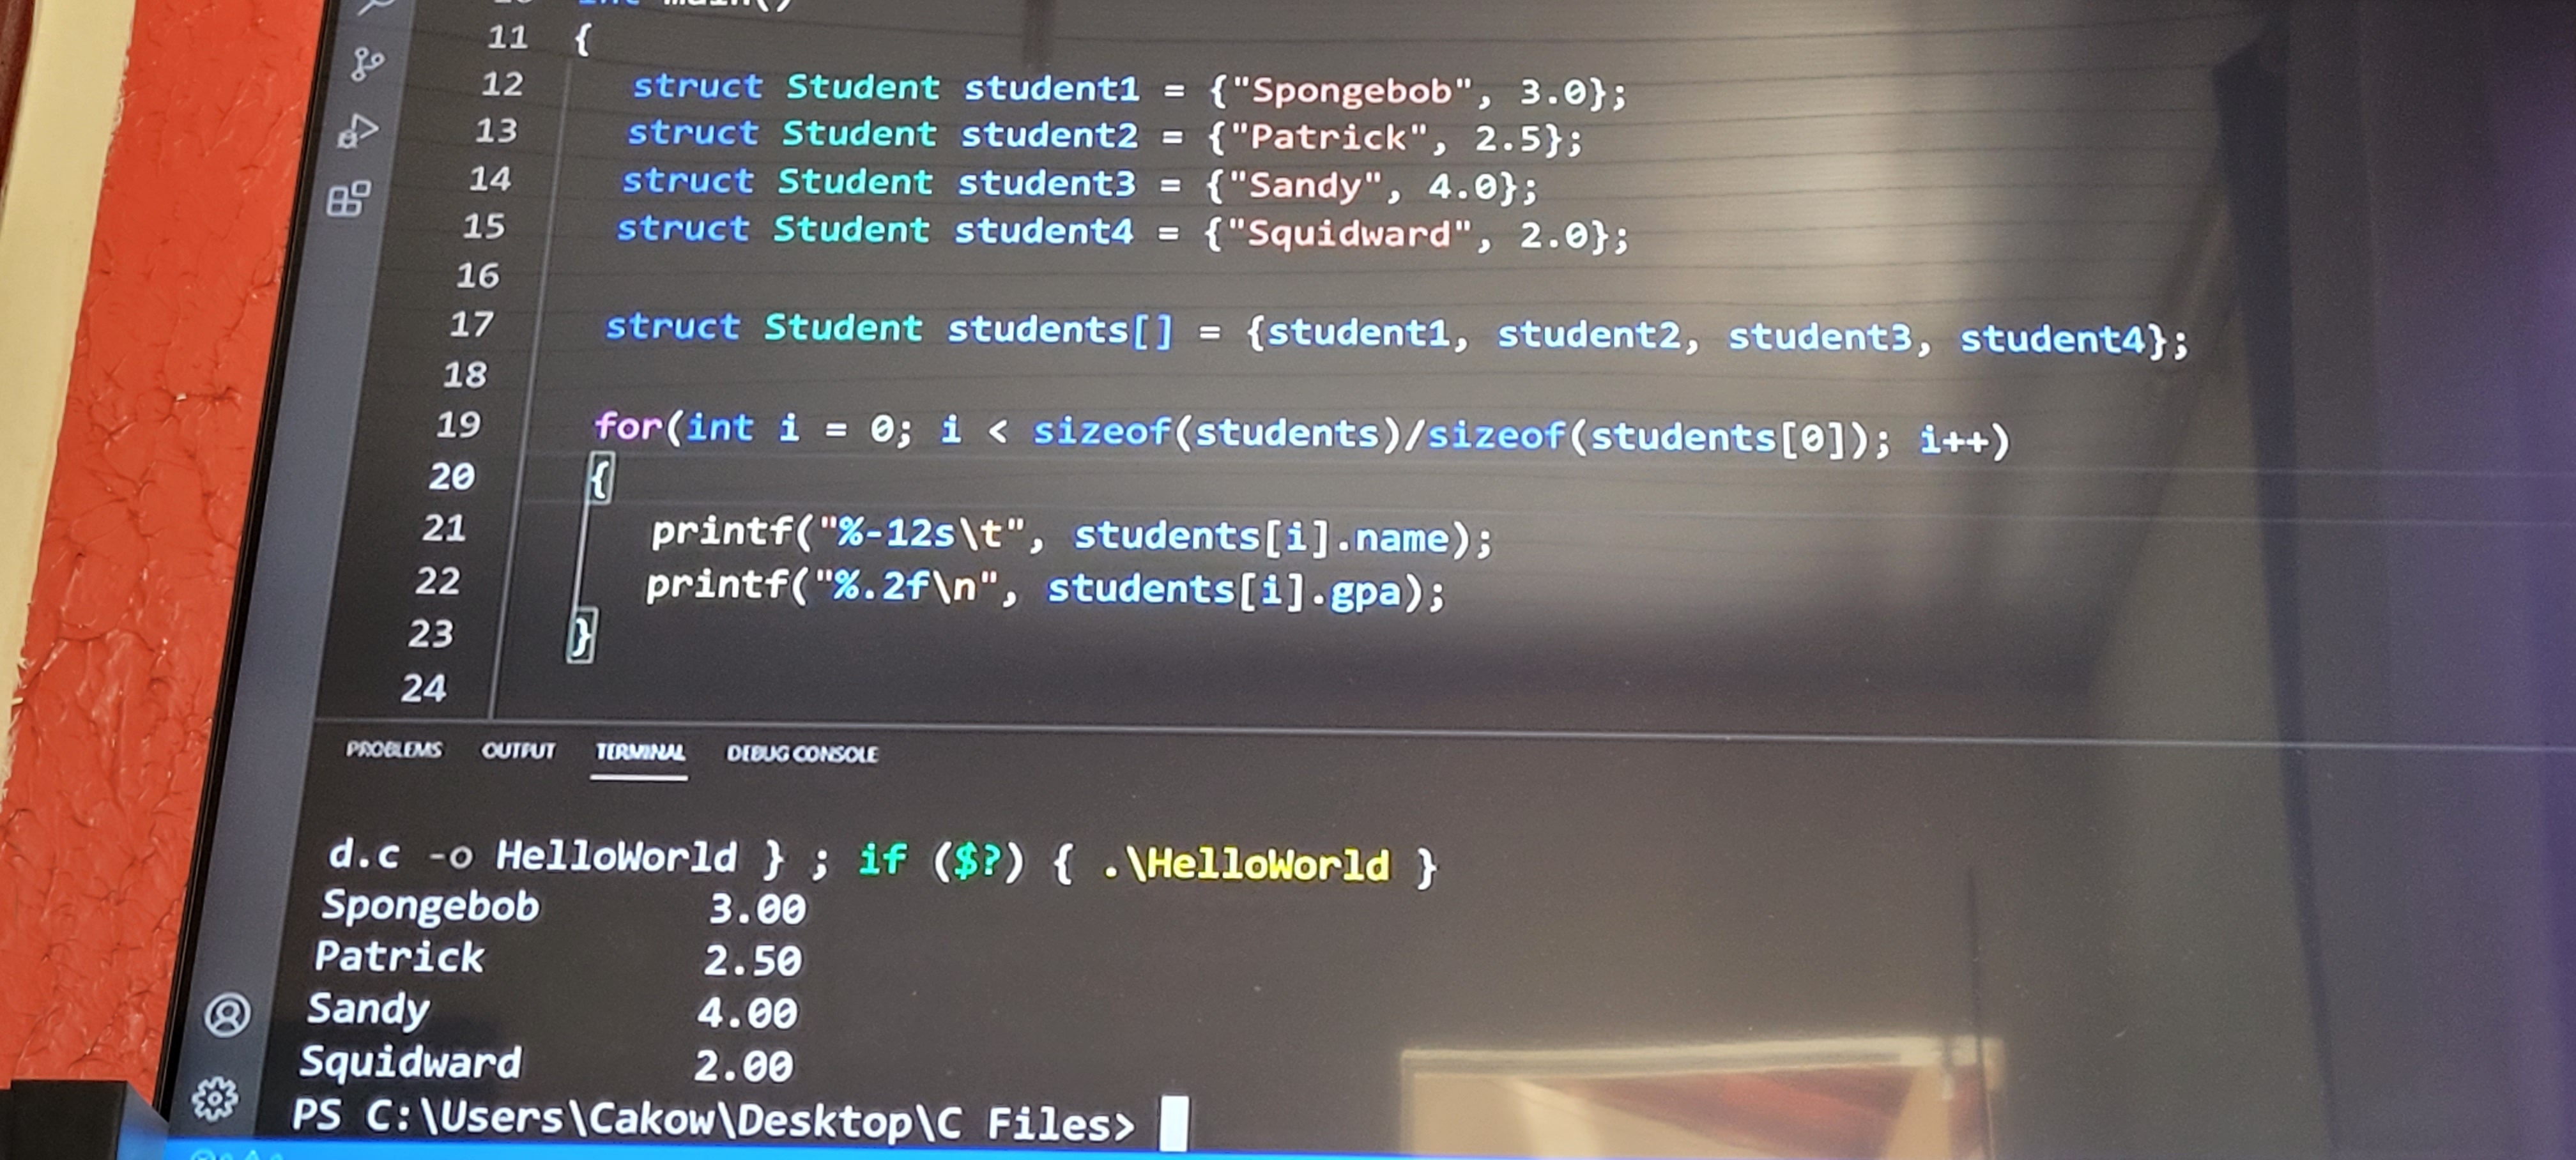 10 int main()
11 {
12 struct Student student1 = {"Spongebob", 3.0};
13 struct Student student2 = {"Patrick", 2.5};
14 struct Student student3 = {"Sandy", 4.0};
15 struct Student student4 = {"Squidward", 2.0};
16
17 struct Student students[] = {student1, student2, student3, student4};
18
19 for(int i = 0; i < sizeof(students)/sizeof(students[0]); i++)
20 {
21 printf("%-12s\t", students[i].name);
22 printf("%.2f\n", students[i].gpa);
23 }
24
PROBLEMS OUTPUT TERMINAL DEBUG CONSOLE
d.c -o HelloWorld } ; if ($?) { .\HelloWorld }
Spongebob 3.00
Patrick 2.50
Sandy 4.00
Squidward 2.00
PS C:\Users\Cakow\Desktop\C Files>